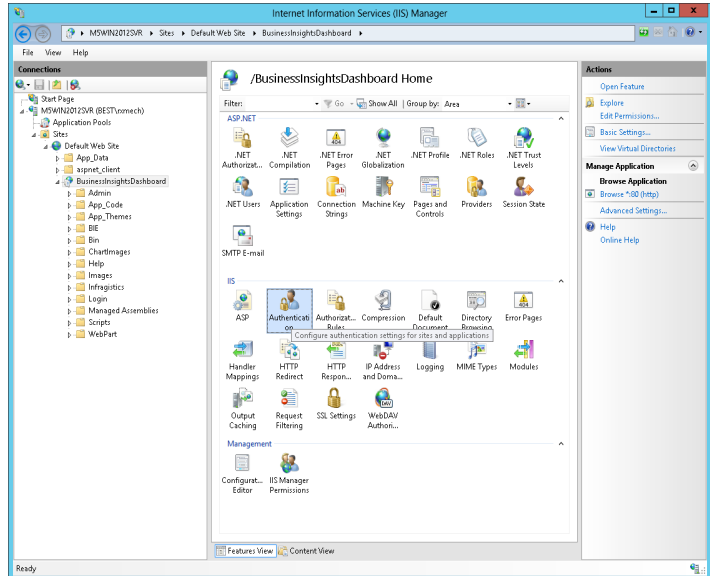 Internet Information Services (IIS) Manager
M5WIN2012SVR
Sites
Default Web Site
BusinessInsightsDashboard
File View Help
Connections
Start Page
M5WIN2012SVR (BEST\nxmech)
Application Pools
Sites
Default Web Site
App_Data
aspnet_client
BusinessInsightsDashboard
Admin
App_Code
App_Themes
BIE
Bin
ChartImages
Help
Images
Infragistics
Login
Managed Assemblies
Scripts
WebPart
/BusinessInsightsDashboard Home
Filter: Go Show All Group by: Area
ASP.NET
.NET Authorizat...
.NET Compilation
.NET Error Pages
.NET Globalization
.NET Profile
.NET Roles
.NET Trust Levels
.NET Users
Application Settings
Connection Strings
Machine Key
Pages and Controls
Providers
Session State
SMTP E-mail
IIS
ASP
Authenticati on
Authorizat... Rules
Compression
Default Document
Directory Browsing
Error Pages
Configure authentication settings for sites and applications
Handler Mappings
HTTP Redirect
HTTP Respon...
IP Address and Doma...
Logging
MIME Types
Modules
Output Caching
Request Filtering
SSL Settings
WebDAV Authori...
Management
Configurat... Editor
IIS Manager Permissions
Features View Content View
Actions
Open Feature
Explore
Edit Permissions...
Basic Settings...
View Virtual Directories
Manage Application
Browse Application
Browse *:80 (http)
Advanced Settings...
Help
Online Help
Ready